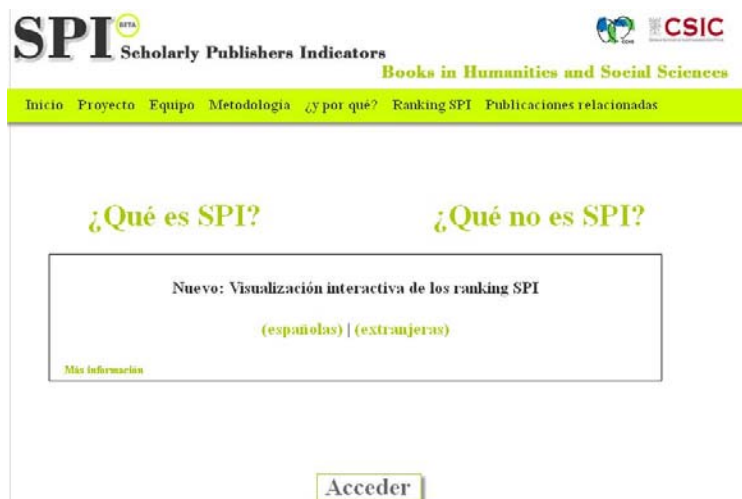 SPI BETA Scholarly Publishers Indicators
CSIC
Books in Humanities and Social Sciences
Inicio Proyecto Equipo Metodología ¿y por qué? Ranking SPI Publicaciones relacionadas
¿Qué es SPI? ¿Qué no es SPI?
Nuevo: Visualización interactiva de los ranking SPI
(españolas) | (extranjeras)
Más información
Acceder